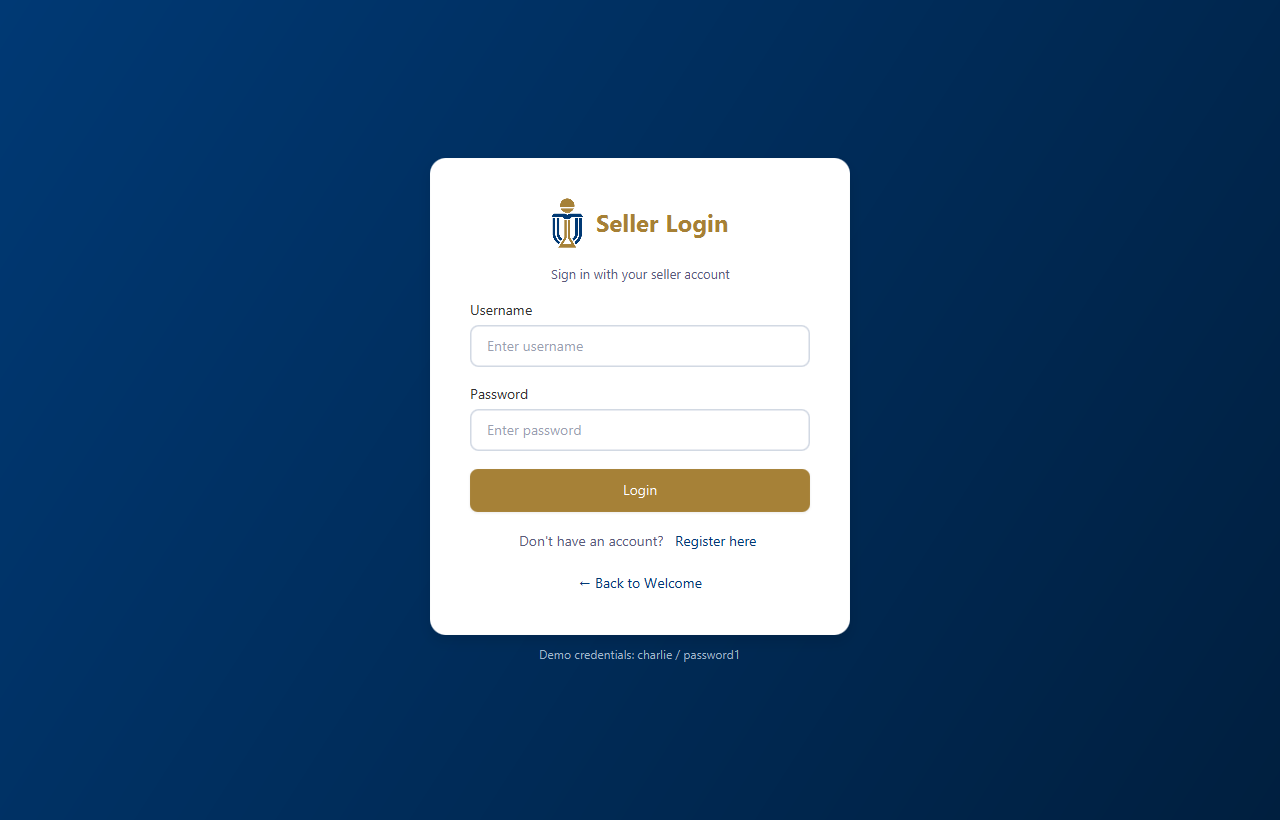 Seller Login
Sign in with your seller account
Username
Enter username
Password
Enter password
Login
Don't have an account? Register here
← Back to Welcome
Demo credentials: charlie / password1